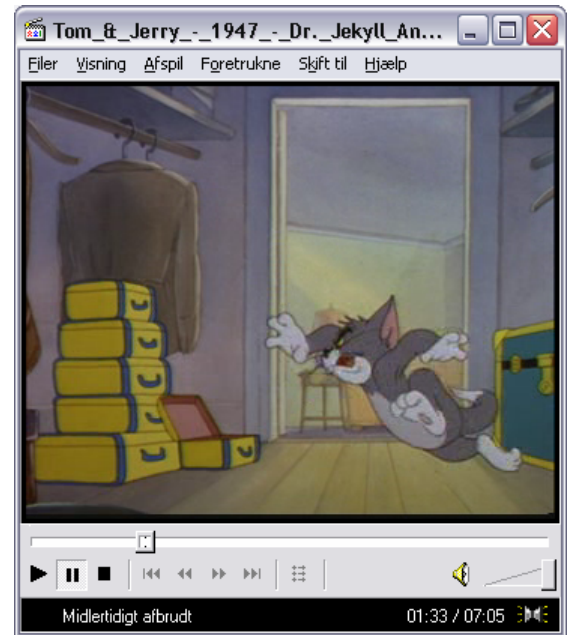 Tom_&_Jerry_-_1947_-_Dr._Jekyll_An...
Filer Visning Afspil Foretrukne Skift til Hjælp
Midlertidigt afbrudt 01:33 / 07:05